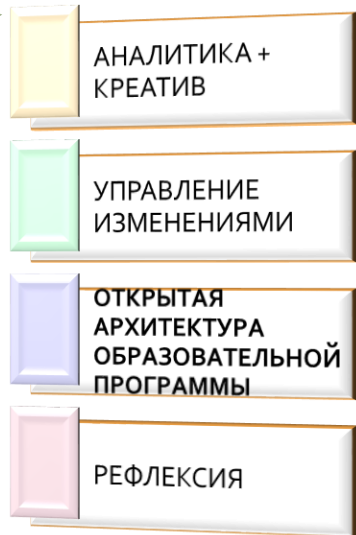 АНАЛИТИКА +
КРЕАТИВ
УПРАВЛЕНИЕ
ИЗМЕНЕНИЯМИ
ОТКРЫТАЯ
АРХИТЕКТУРА
ОБРАЗОВАТЕЛЬНОЙ
ПРОГРАММЫ
РЕФЛЕКСИЯ